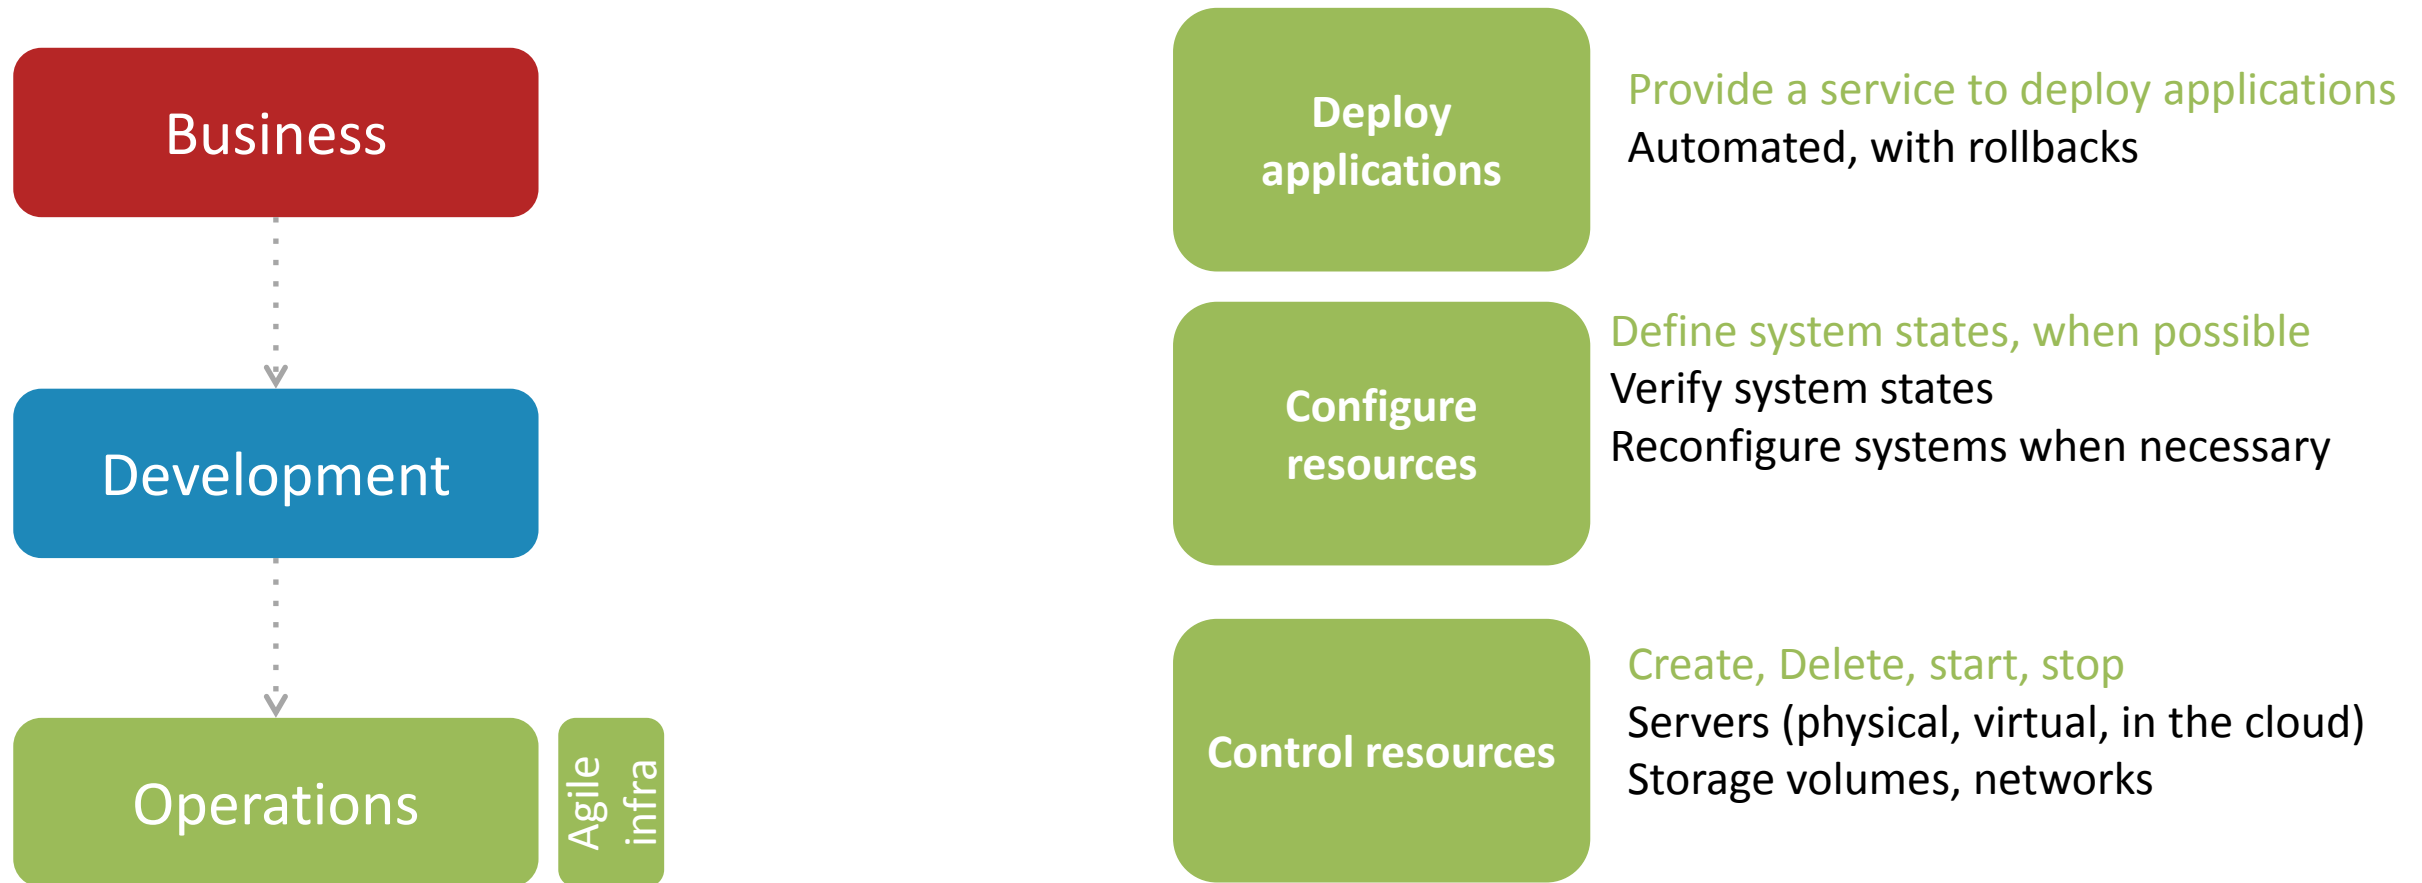 Business
Development
Operations
Agile
infra
Deploy
applications
Provide a service to deploy applications
Automated, with rollbacks
Configure
resources
Define system states, when possible
Verify system states
Reconfigure systems when necessary
Control resources
Create, Delete, start, stop
Servers (physical, virtual, in the cloud)
Storage volumes, networks